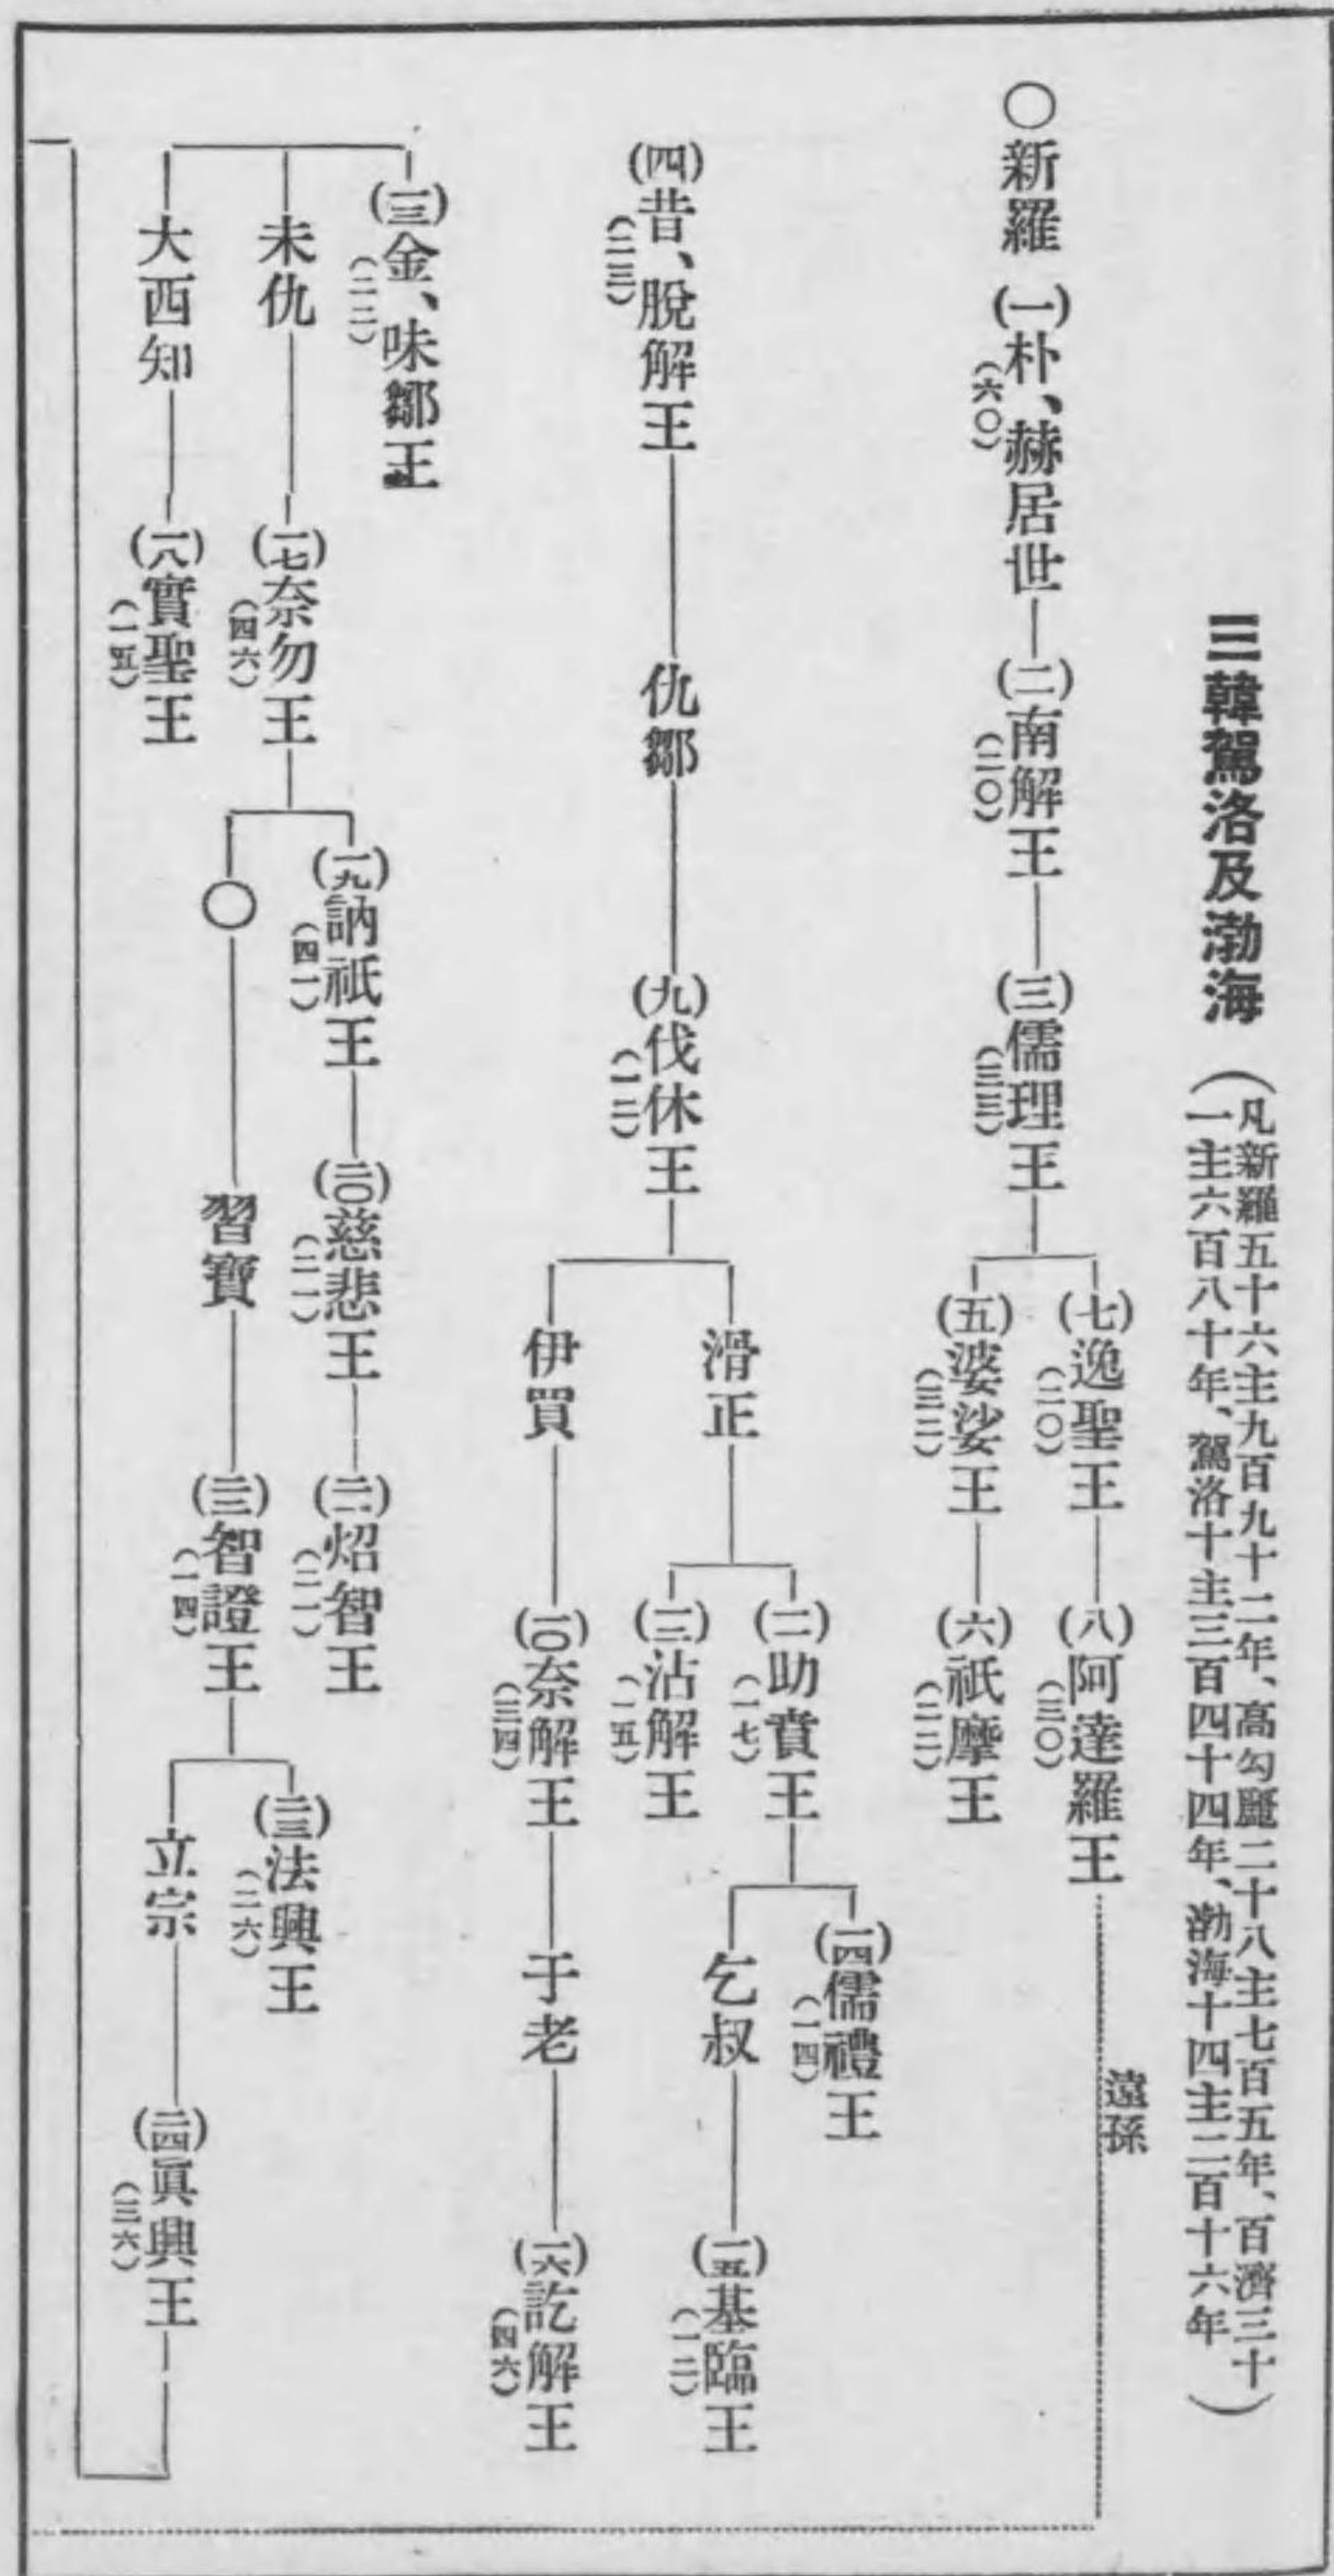 三韓駕洛及渤海
(凡新羅五十六主九百九十二年、高勾麗二十八主七百五年、百濟三十
一主六百八十年、駕洛十主三百四十四年、渤海十四主二百十六年)
○新羅 (一)朴、赫居世
(六〇)
(二)南解王
(二〇)
(三)儒理王
(三三)
(七)逸聖王
(二〇)
(八)阿達羅王
(三〇)
遠孫
(五)婆娑王
(三二)
(六)祇摩王
(二二)
(四)昔、脫解王
(二三)
仇鄒
(九)伐休王
(一二)
滑正
(一一)助賁王
(一七)
(一四)儒禮王
(一四)
乞叔
(一五)基臨王
(一二)
(一二)沾解王
(一五)
伊買
(一〇)奈解王
(三四)
于老
(一六)訖解王
(四六)
(一三)金、味鄒王
(二二)
未仇
(一七)奈勿王
(四六)
(一九)訥祇王
(四一)
(二〇)慈悲王
(二一)
(二一)炤智王
(二一)
○
習寶
(二二)智證王
(一四)
(二三)法興王
(二六)
立宗
(二四)眞興王
(三六)
大西知
(一八)實聖王
(一五)